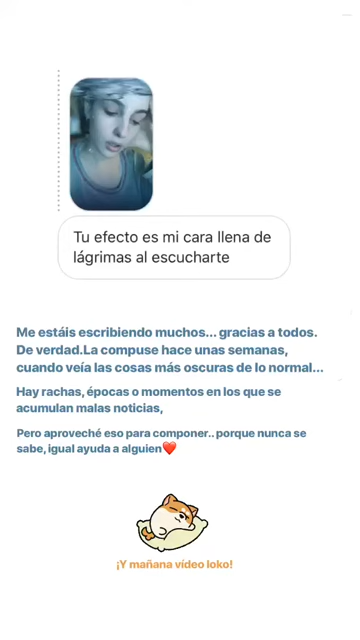 Tu efecto es mi cara llena de
lágrimas al escucharte
Me estáis escribiendo muchos... gracias a todos.
De verdad.La compuse hace unas semanas,
cuando veía las cosas más oscuras de lo normal...
Hay rachas, épocas o momentos en los que se
acumulan malas noticias,
Pero aproveché eso para componer.. porque nunca se
sabe, igual ayuda a alguien❤️
¡Y mañana vídeo loko!